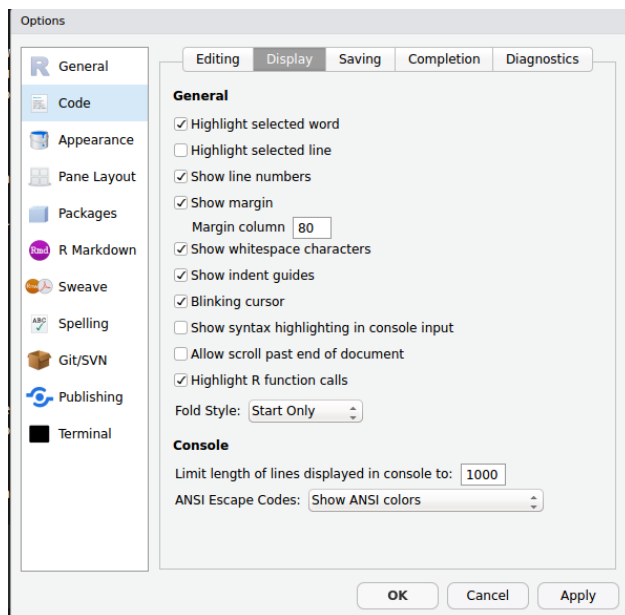 Options
General
Code
Appearance
Pane Layout
Packages
Rmd R Markdown
Sweave
ABC Spelling
Git/SVN
Publishing
Terminal
Editing Display Saving Completion Diagnostics
General
Highlight selected word
Highlight selected line
Show line numbers
Show margin
Margin column 80
Show whitespace characters
Show indent guides
Blinking cursor
Show syntax highlighting in console input
Allow scroll past end of document
Highlight R function calls
Fold Style: Start Only
Console
Limit length of lines displayed in console to: 1000
ANSI Escape Codes: Show ANSI colors
OK Cancel Apply